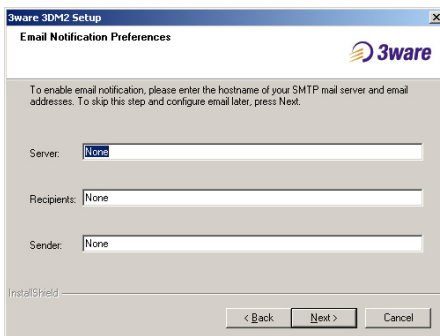 3ware 3DM2 Setup
Email Notification Preferences
3ware
To enable email notification, please enter the hostname of your SMTP mail server and email
addresses. To skip this step and configure email later, press Next.
Server: None
Recipients: None
Sender: None
InstallShield
< Back Next > Cancel